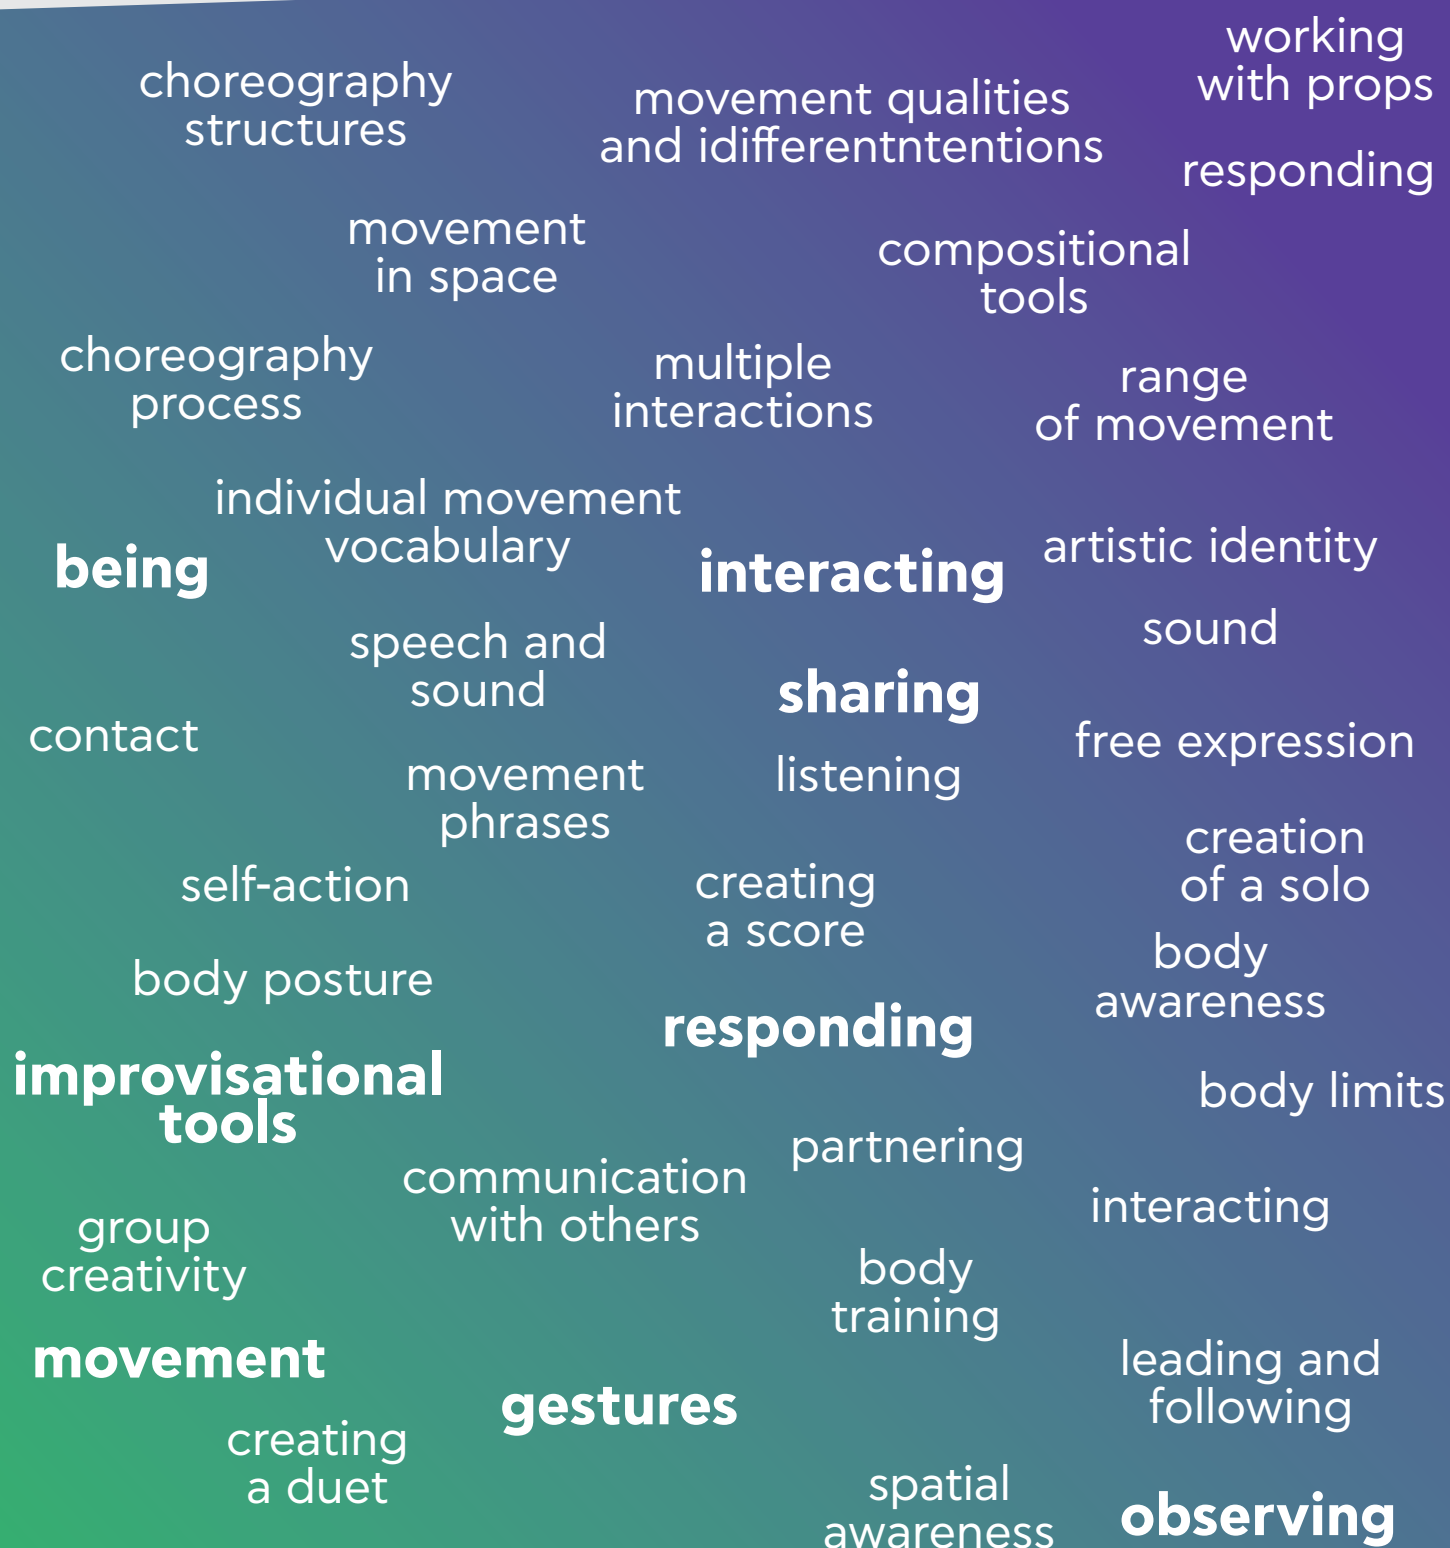 working
with props
choreography
structures
movement qualities
and idifferentntentions
responding
movement
in space
compositional
tools
choreography
process
multiple
interactions
range
of movement
individual movement
vocabulary
being
interacting
artistic identity
speech and
sound
sound
sharing
contact
free expression
movement
phrases
listening
creation
of a solo
self-action
creating
a score
body posture
body
awareness
responding
improvisational
tools
body limits
partnering
communication
with others
interacting
group
creativity
body
training
movement
leading and
following
gestures
creating
a duet
spatial
awareness
observing